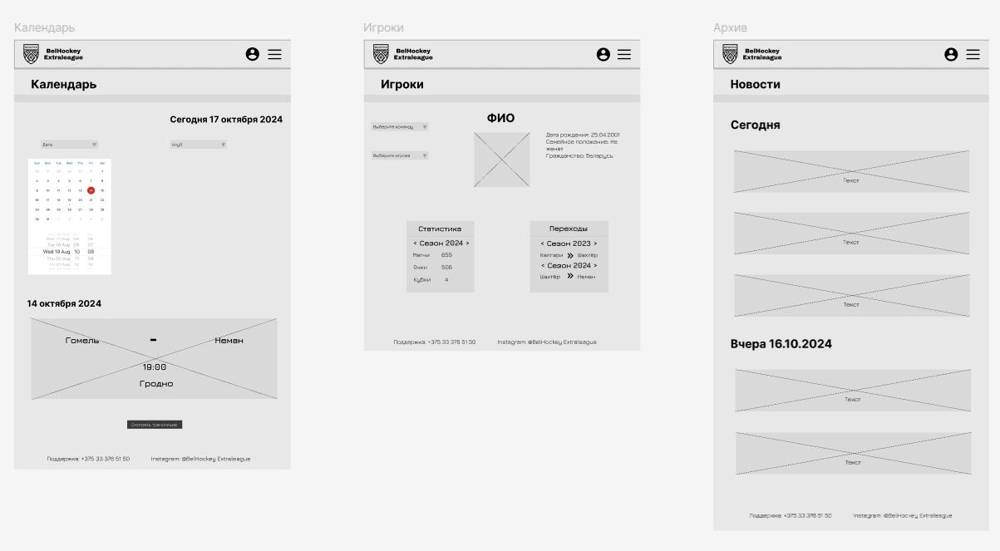 Календарь
BelHockey
Extraleague
Календарь
Сегодня 17 октября 2024
Дата
Клуб
Sun Mon Tue Wed Thu Fri Sat
26 27 28 29 30 31 1
2 3 4 5 6 7 8
9 10 11 12 13 14 15
16 17 18 19 20 21 22
23 24 25 26 27 28 29
30 31 1 2 3 4 5
Mon 17 Aug 08 06
Tue 18 Aug 09 07
Wed 19 Aug 10 08
Thu 20 Aug 11 09
Fri 21 Aug 12 10
14 октября 2024
Гомель - Неман
19:00
Гродно
Смотреть трансляцию
Поддержка: +375 33 376 51 50 Instagram: @BelHockey Extraleague
Игроки
BelHockey
Extraleague
Игроки
ФИО
Выберите команду
Выберите игрока
Дата рождения: 25.04.2001
Семейное положение: Не
женат
Гражданство: Беларусь
Статистика
< Сезон 2024 >
Матчи 655
Очки 506
Кубки 4
Переходы
< Сезон 2023 >
Калгари » Шахтёр
< Сезон 2024 >
Шахтёр » Неман
Поддержка: +375 33 376 51 50 Instagram: @BelHockey Extraleague
Архив
BelHockey
Extraleague
Новости
Сегодня
Текст
Текст
Текст
Вчера 16.10.2024
Текст
Текст
Поддержка: +375 33 376 51 50 Instagram: @BelHockey Extraleague